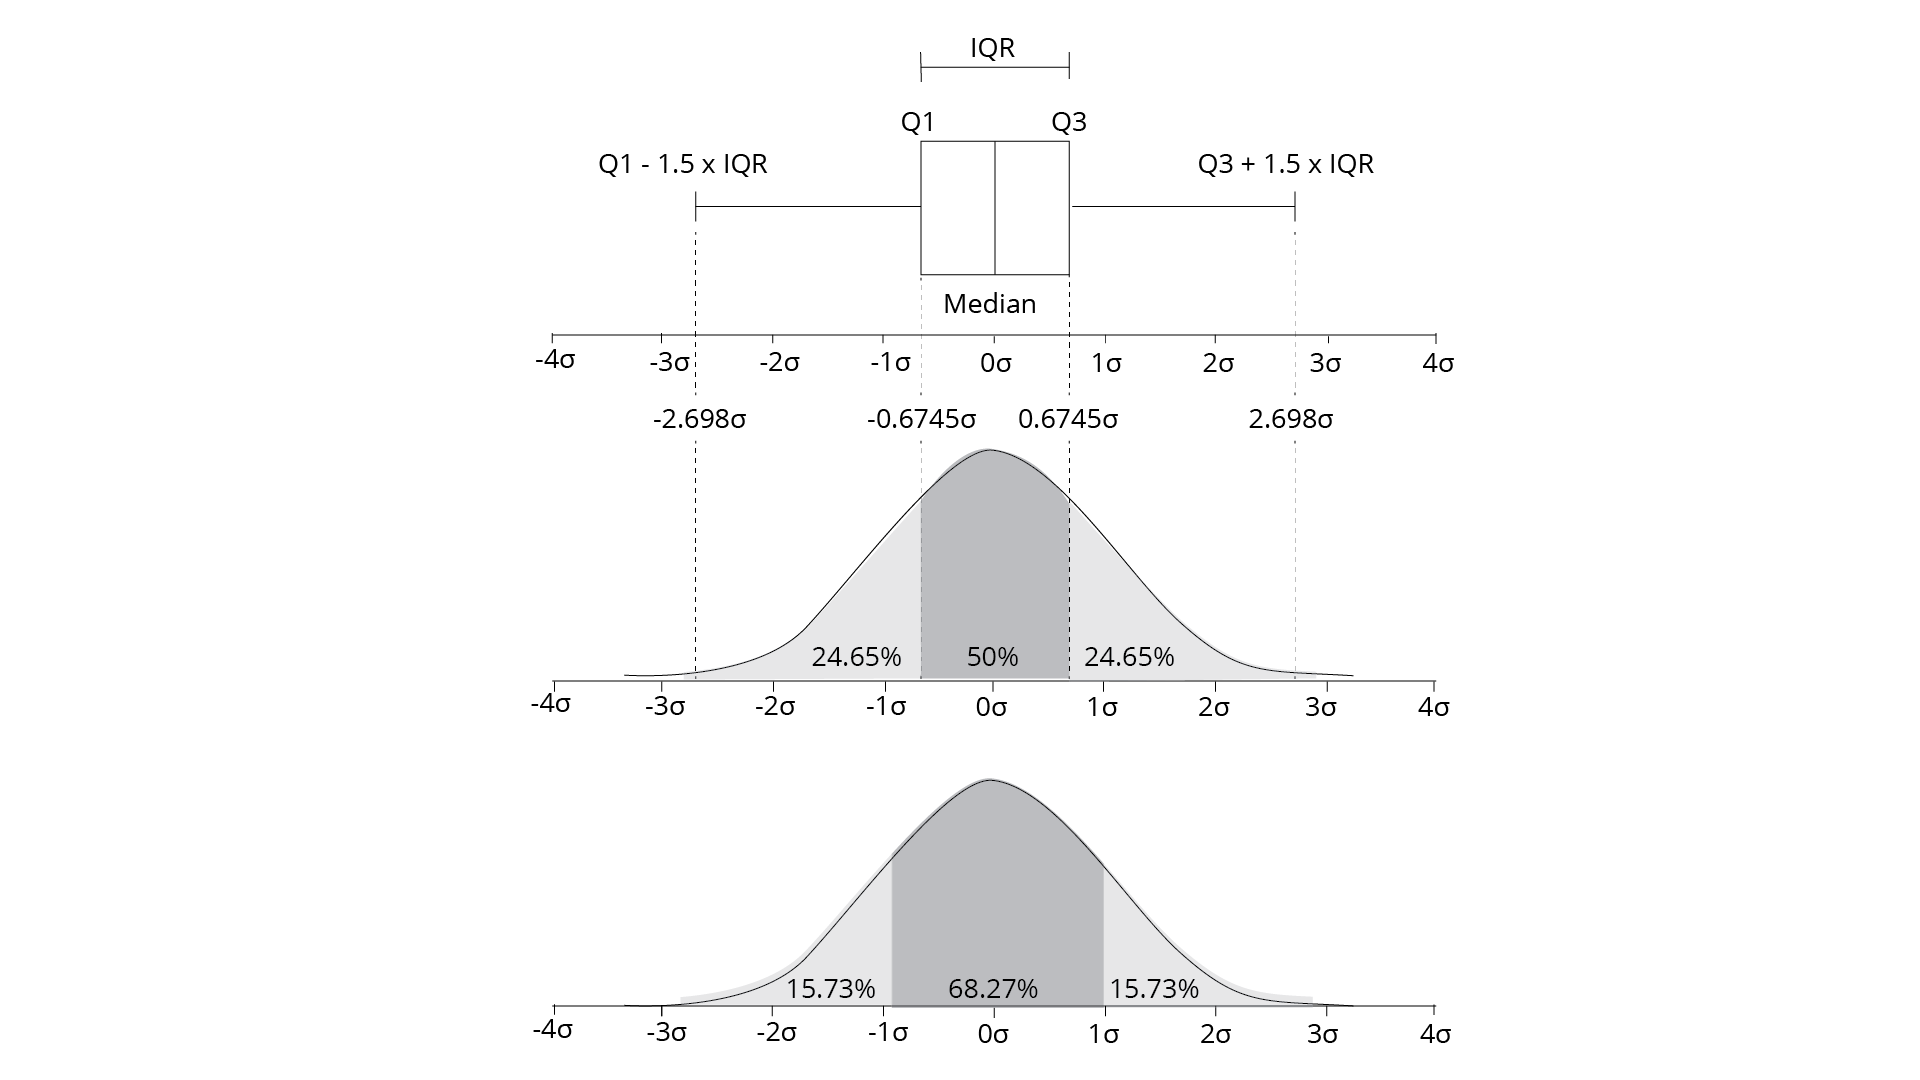 IQR
Q1 Q3
Q1 - 1.5 x IQR Q3 + 1.5 x IQR
Median
-4σ -3σ -2σ -1σ 0σ 1σ 2σ 3σ 4σ
-2.698σ -0.6745σ 0.6745σ 2.698σ
24.65% 50% 24.65%
-4σ -3σ -2σ -1σ 0σ 1σ 2σ 3σ 4σ
15.73% 68.27% 15.73%
-4σ -3σ -2σ -1σ 0σ 1σ 2σ 3σ 4σ